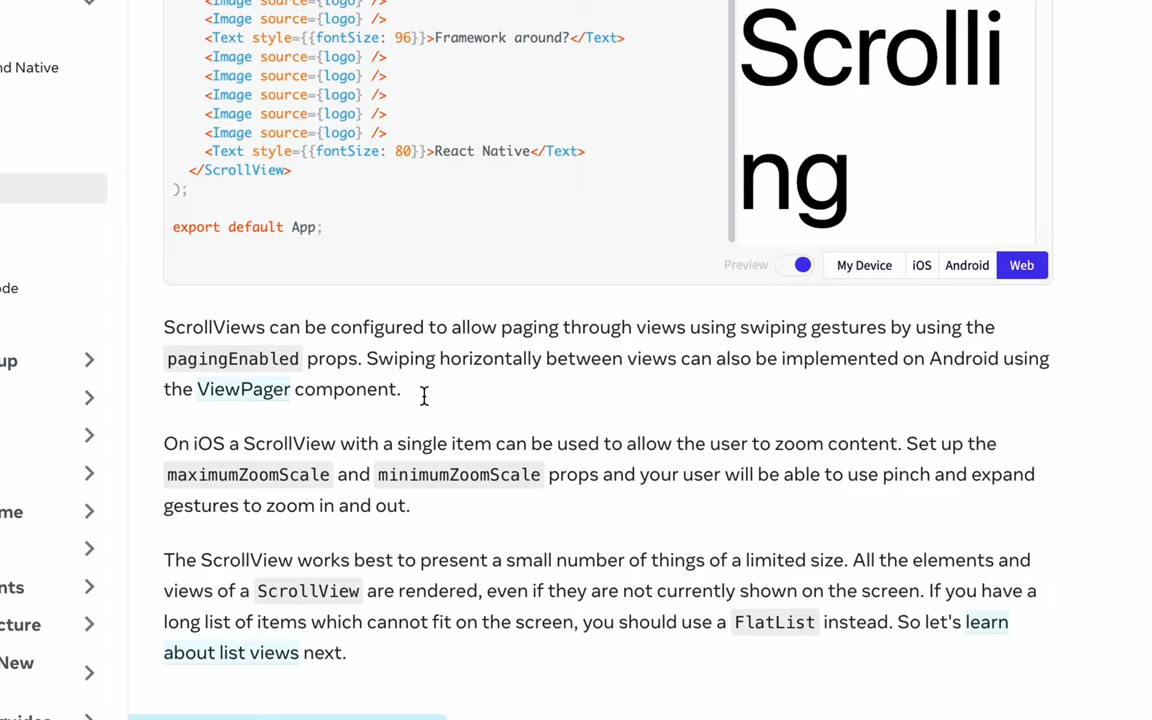 <Image source={logo} />
<Image source={logo} />
<Text style={{fontSize: 96}}>Framework around?</Text>
<Image source={logo} />
<Image source={logo} />
<Image source={logo} />
<Image source={logo} />
<Image source={logo} />
<Text style={{fontSize: 80}}>React Native</Text>
</ScrollView>
);
export default App;
Scrolli
ng
Preview
My Device
iOS
Android
Web
nd Native
ode
up
me
nts
cture
New
guides
ScrollViews can be configured to allow paging through views using swiping gestures by using the
pagingEnabled props. Swiping horizontally between views can also be implemented on Android using
the ViewPager component.
On iOS a ScrollView with a single item can be used to allow the user to zoom content. Set up the
maximumZoomScale and minimumZoomScale props and your user will be able to use pinch and expand
gestures to zoom in and out.
The ScrollView works best to present a small number of things of a limited size. All the elements and
views of a ScrollView are rendered, even if they are not currently shown on the screen. If you have a
long list of items which cannot fit on the screen, you should use a FlatList instead. So let's learn
about list views next.